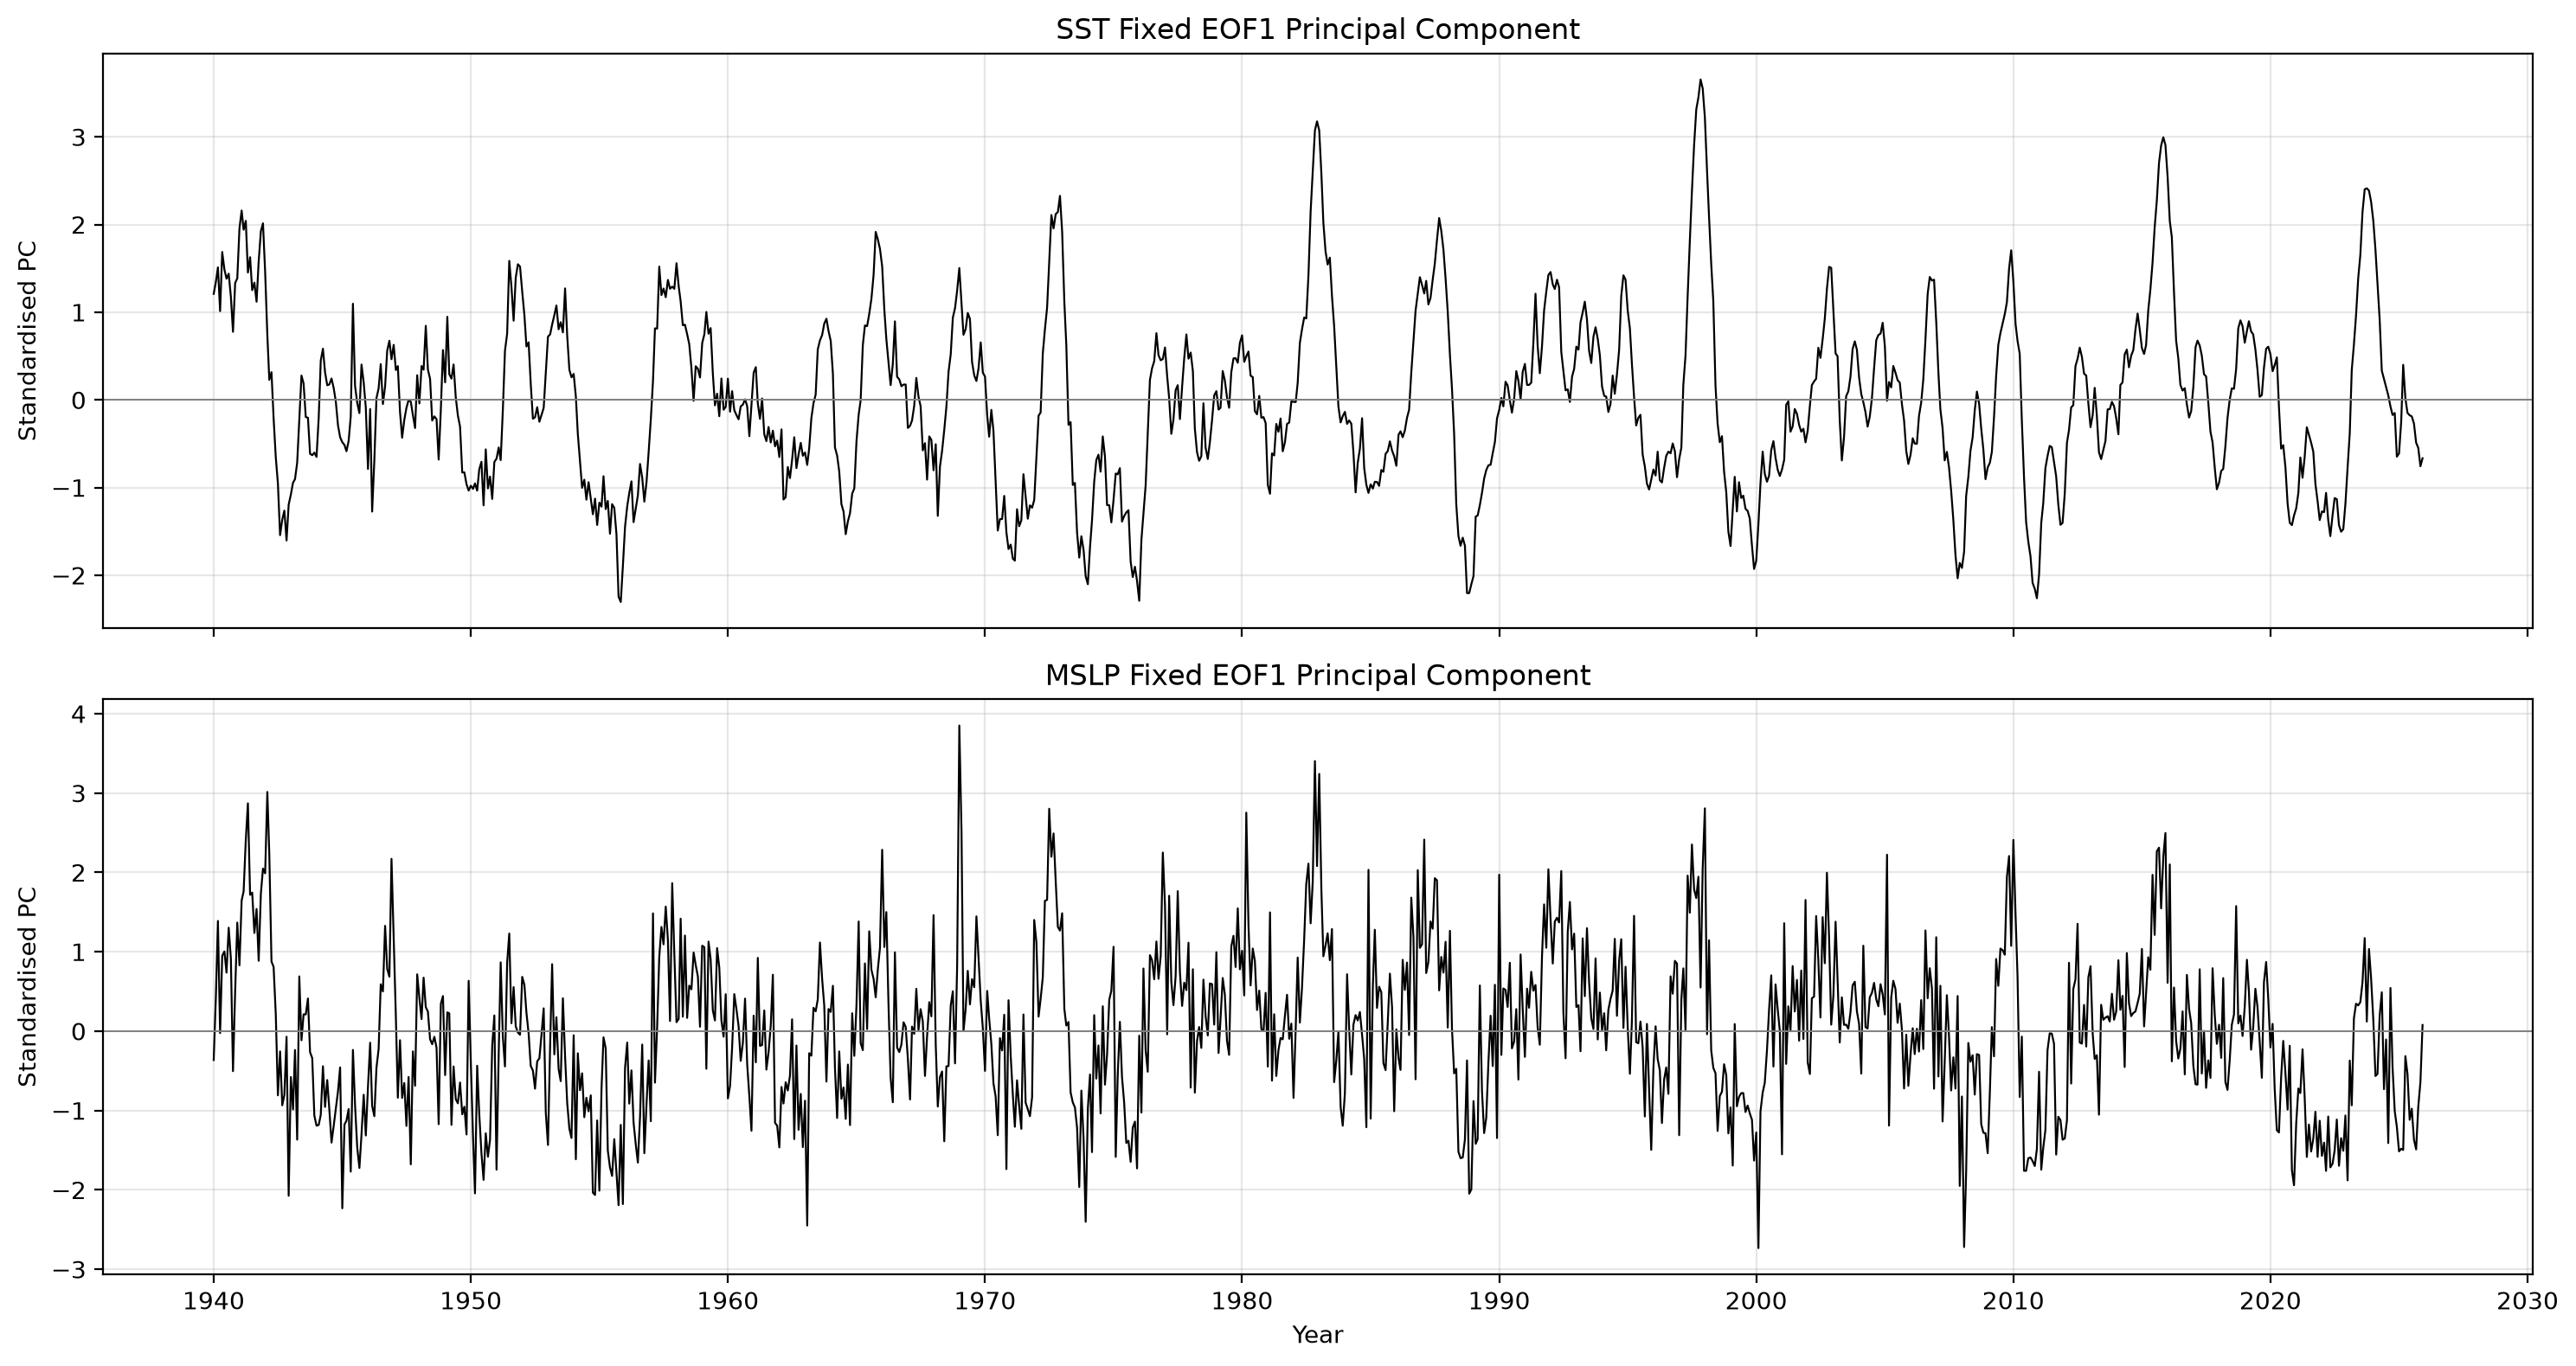 SST Fixed EOF1 Principal Component
Standardised PC
3
2
1
0
−1
−2
MSLP Fixed EOF1 Principal Component
Standardised PC
4
3
2
1
0
−1
−2
−3
1940 1950 1960 1970 1980 1990 2000 2010 2020 2030
Year